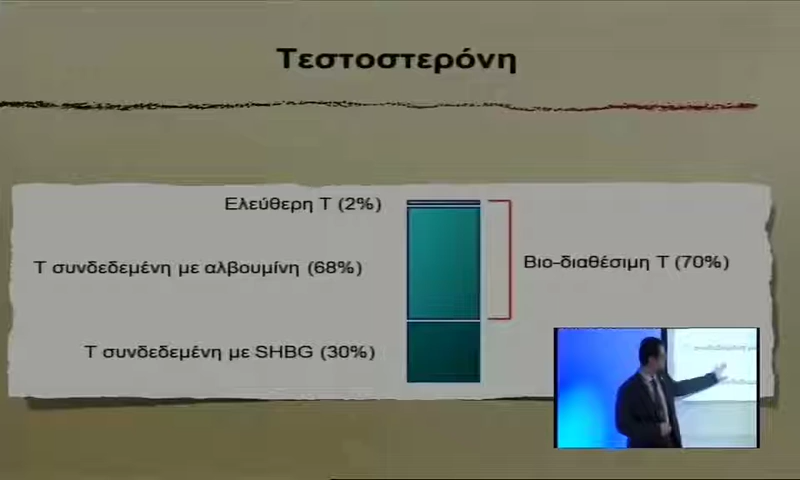 Τεστοστερόνη
Ελεύθερη Τ (2%)
Τ συνδεδεμένη με αλβουμίνη (68%)
Βιο-διαθέσιμη Τ (70%)
Τ συνδεδεμένη με SHBG (30%)